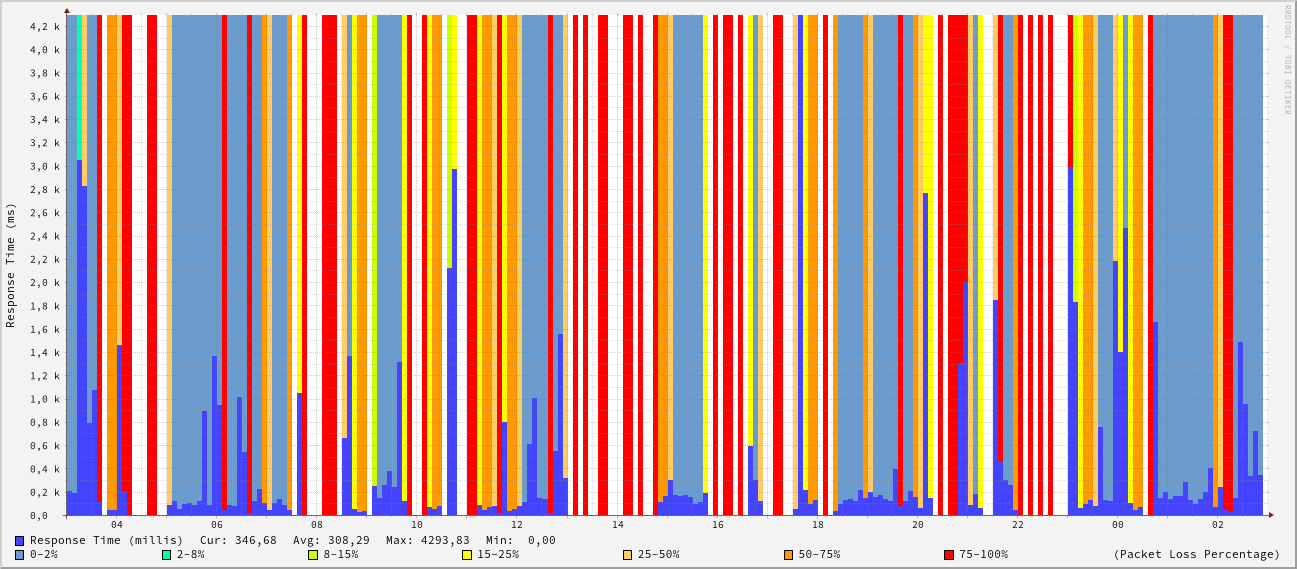 RRDTOOL / TOBI OETIKER
Response Time (ms)
4,2 k
4,0 k
3,8 k
3,6 k
3,4 k
3,2 k
3,0 k
2,8 k
2,6 k
2,4 k
2,2 k
2,0 k
1,8 k
1,6 k
1,4 k
1,2 k
1,0 k
0,8 k
0,6 k
0,4 k
0,2 k
0,0
04 06 08 10 12 14 16 18 20 22 00 02
Response Time (millis) Cur: 346,68 Avg: 308,29 Max: 4293,83 Min: 0,00
0-2% 2-8% 8-15% 15-25% 25-50% 50-75% 75-100% (Packet Loss Percentage)